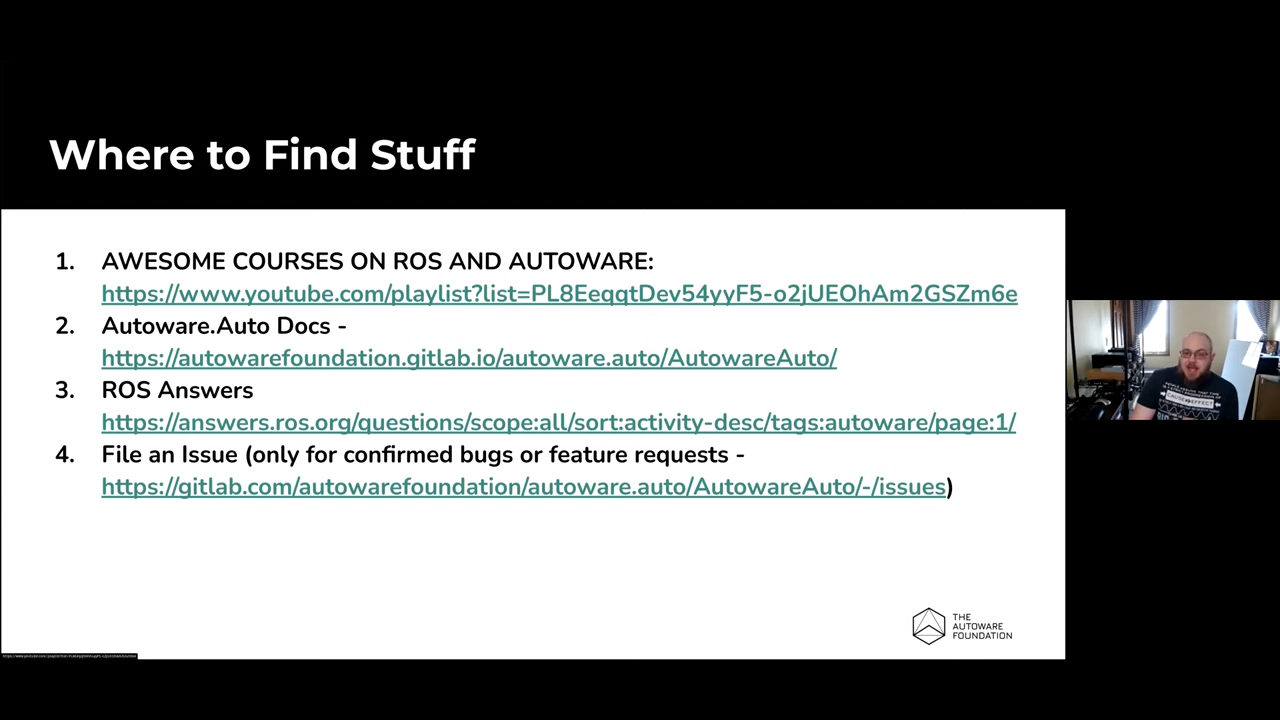 Where to Find Stuff
1. AWESOME COURSES ON ROS AND AUTOWARE:
https://www.youtube.com/playlist?list=PL8EeqqtDev54yyF5-o2jUEOhAm2GSZm6e
2. Autoware.Auto Docs -
https://autowarefoundation.gitlab.io/autoware.auto/AutowareAuto/
3. ROS Answers
https://answers.ros.org/questions/scope:all/sort:activity-desc/tags:autoware/page:1/
4. File an Issue (only for confirmed bugs or feature requests -
https://gitlab.com/autowarefoundation/autoware.auto/AutowareAuto/-/issues)
THE
AUTOWARE
FOUNDATION
CAUSE EFFECT